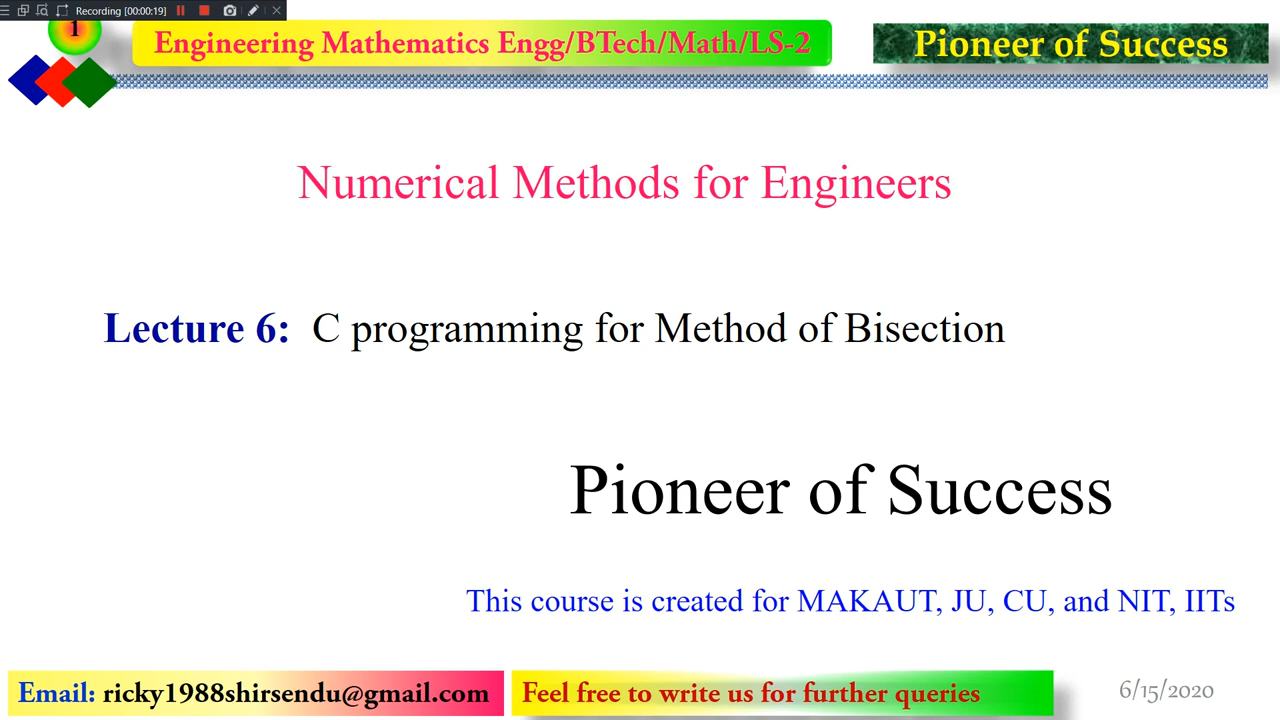 Recording [00:00:19]
1
Engineering Mathematics Engg/BTech/Math/LS-2
Pioneer of Success
Numerical Methods for Engineers
Lecture 6: C programming for Method of Bisection
Pioneer of Success
This course is created for MAKAUT, JU, CU, and NIT, IITs
Email: ricky1988shirsendu@gmail.com
Feel free to write us for further queries
6/15/2020